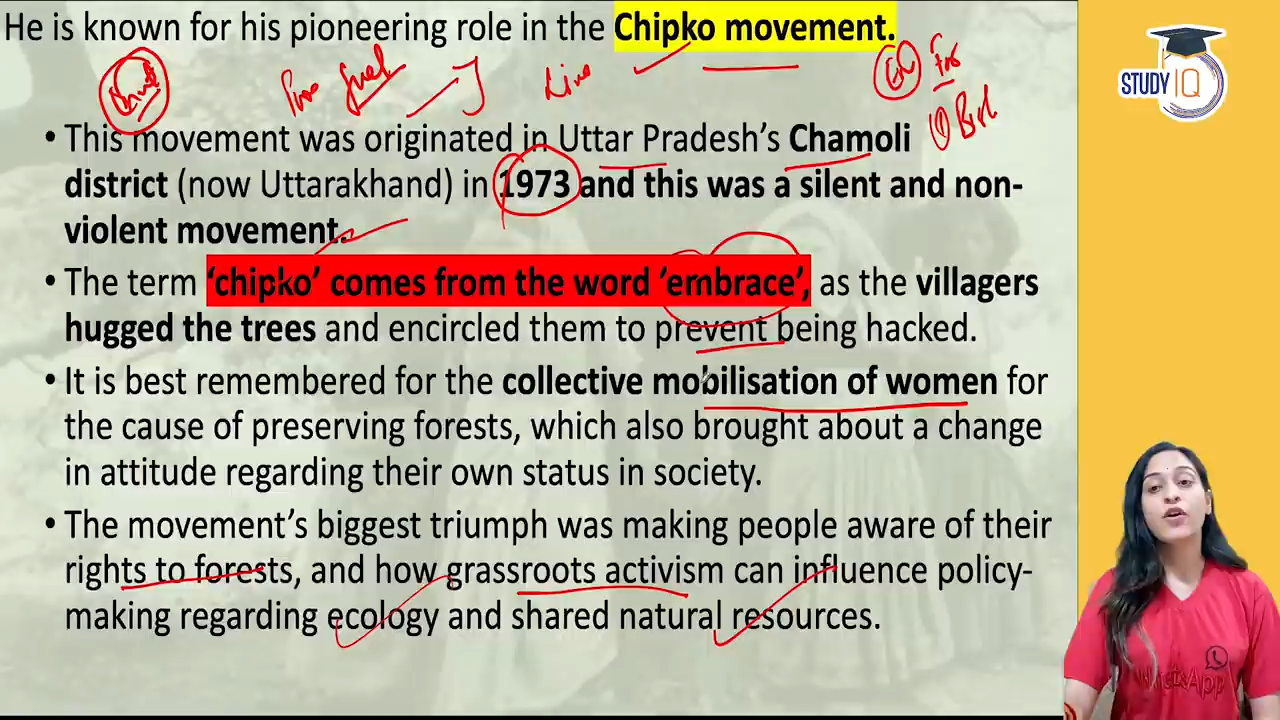 He is known for his pioneering role in the Chipko movement.
STUDY IQ
Pine fuel
Live
For
• This movement was originated in Uttar Pradesh's Chamoli
district (now Uttarakhand) in 1973 and this was a silent and non-
violent movement.
• The term 'chipko' comes from the word 'embrace', as the villagers
hugged the trees and encircled them to prevent being hacked.
• It is best remembered for the collective mobilisation of women for
the cause of preserving forests, which also brought about a change
in attitude regarding their own status in society.
• The movement's biggest triumph was making people aware of their
rights to forests, and how grassroots activism can influence policy-
making regarding ecology and shared natural resources.
WhatsApp